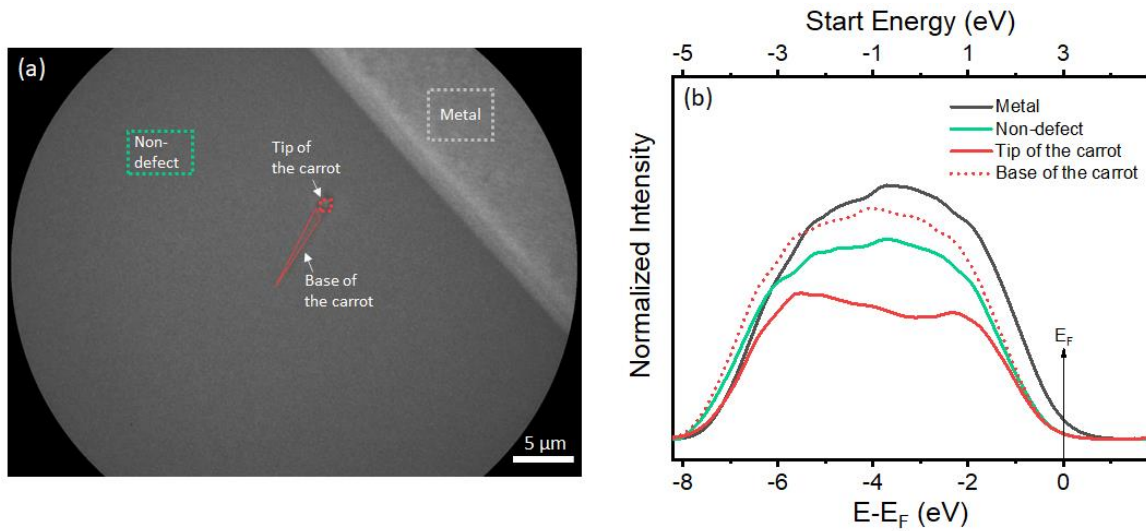 (a)
Non-
defect
Metal
Tip of
the carrot
Base of
the carrot
5 μm
Start Energy (eV)
-5 -3 -1 1 3
(b)
Metal
Non-defect
Tip of the carrot
Base of the carrot
Normalized Intensity
E_F
-8 -6 -4 -2 0
E-E_F (eV)